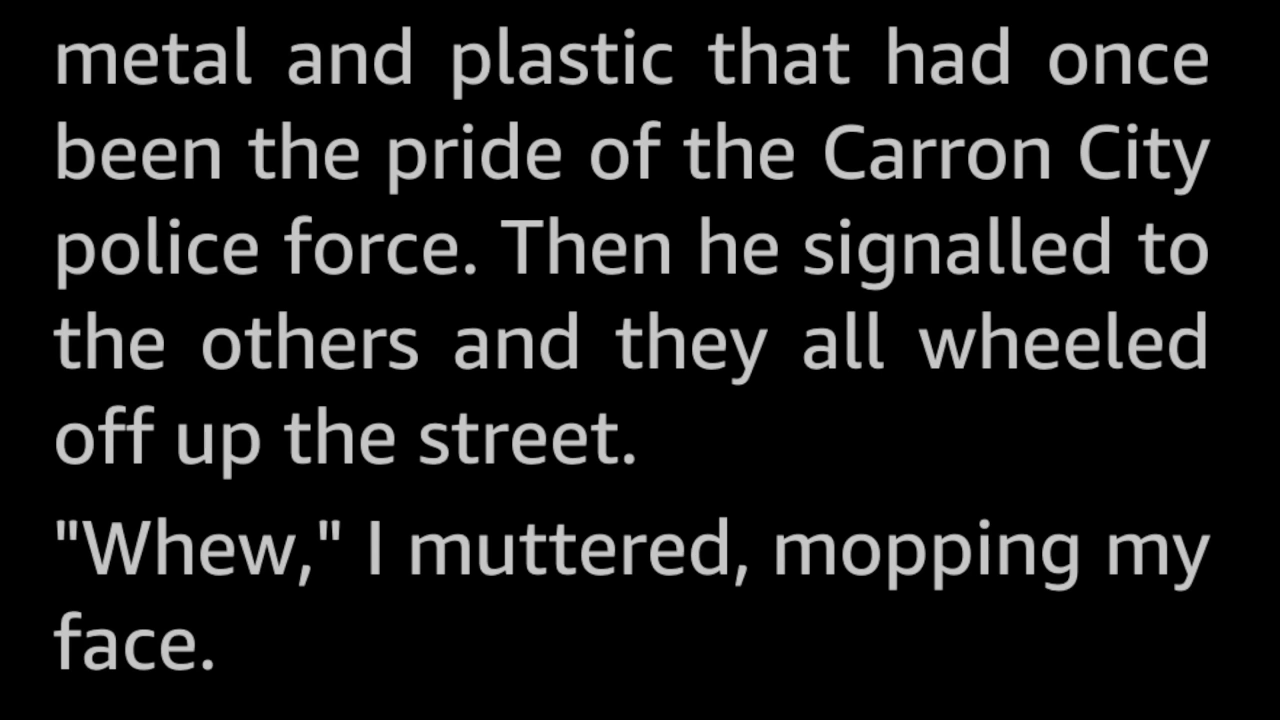 metal and plastic that had once
been the pride of the Carron City
police force. Then he signalled to
the others and they all wheeled
off up the street.
"Whew," I muttered, mopping my
face.